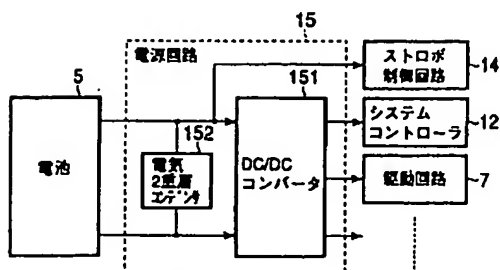 15
電源回路
5
電池
152
電気
2重層
コンデンサ
151
DC/DC
コンバータ
ストロボ
制御回路
14
システム
コントローラ
12
駆動回路
7